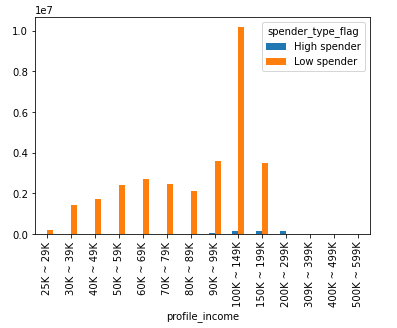 1e7
1.0
0.8
0.6
0.4
0.2
0.0
spender_type_flag
High spender
Low spender
25K ~ 29K
30K ~ 39K
40K ~ 49K
50K ~ 59K
60K ~ 69K
70K ~ 79K
80K ~ 89K
90K ~ 99K
100K ~ 149K
150K ~ 199K
200K ~ 299K
309K ~ 399K
400K ~ 499K
500K ~ 599K
profile_income